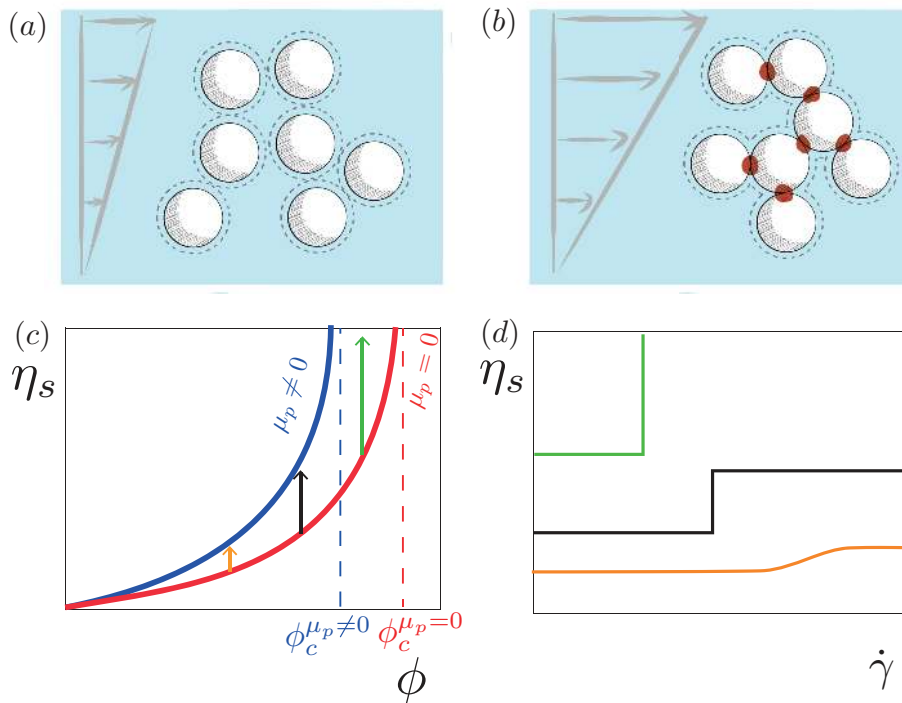 (a)
(b)
(c)
η_s
μ_p ≠ 0
μ_p = 0
ϕ_c^{μ_p≠0}
ϕ_c^{μ_p=0}
ϕ
(d)
η_s
γ̇